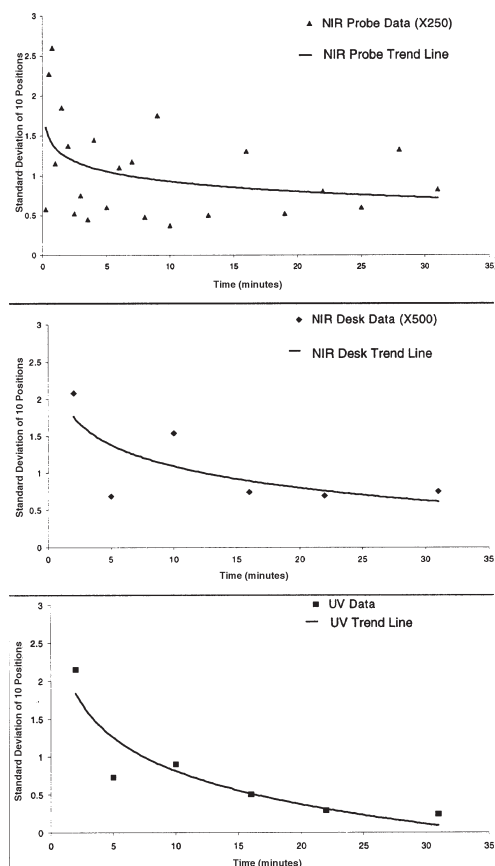 NIR Probe Data (X250)
NIR Probe Trend Line
Standard Deviation of 10 Positions
3
2.5
2
1.5
1
0.5
0
0 5 10 15 20 25 30 35
Time (minutes)
NIR Desk Data (X500)
NIR Desk Trend Line
Standard Deviation of 10 Positions
3
2.5
2
1.5
1
0.5
0
0 5 10 15 20 25 30 35
Time (minutes)
UV Data
UV Trend Line
Standard Deviation of 10 Positions
3
2.5
2
1.5
1
0.5
0
0 5 10 15 20 25 30 35
Time (minutes)